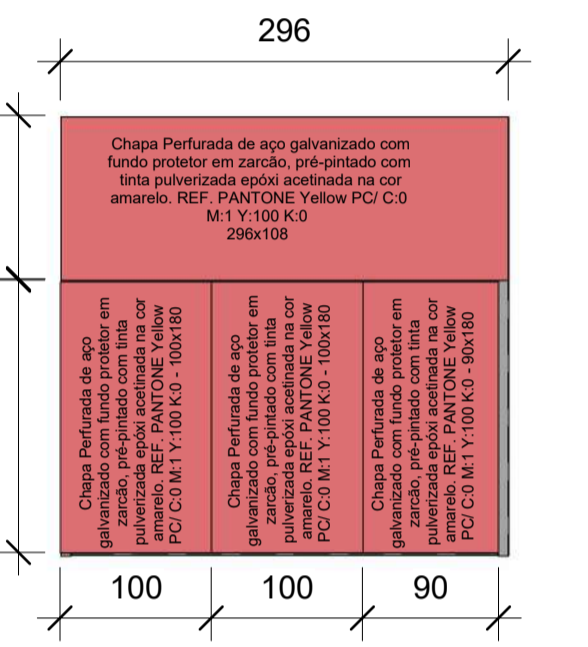 296
Chapa Perfurada de aço galvanizado com
fundo protetor em zarcão, pré-pintado com
tinta pulverizada epóxi acetinada na cor
amarelo. REF. PANTONE Yellow PC/ C:0
M:1 Y:100 K:0
296x108
Chapa Perfurada de aço
galvanizado com fundo protetor em
zarcão, pré-pintado com tinta
pulverizada epóxi acetinada na cor
amarelo. REF. PANTONE Yellow
PC/ C:0 M:1 Y:100 K:0 - 100x180
Chapa Perfurada de aço
galvanizado com fundo protetor em
zarcão, pré-pintado com tinta
pulverizada epóxi acetinada na cor
amarelo. REF. PANTONE Yellow
PC/ C:0 M:1 Y:100 K:0 - 100x180
Chapa Perfurada de aço
galvanizado com fundo protetor em
zarcão, pré-pintado com tinta
pulverizada epóxi acetinada na cor
amarelo. REF. PANTONE Yellow
PC/ C:0 M:1 Y:100 K:0 - 90x180
100
100
90